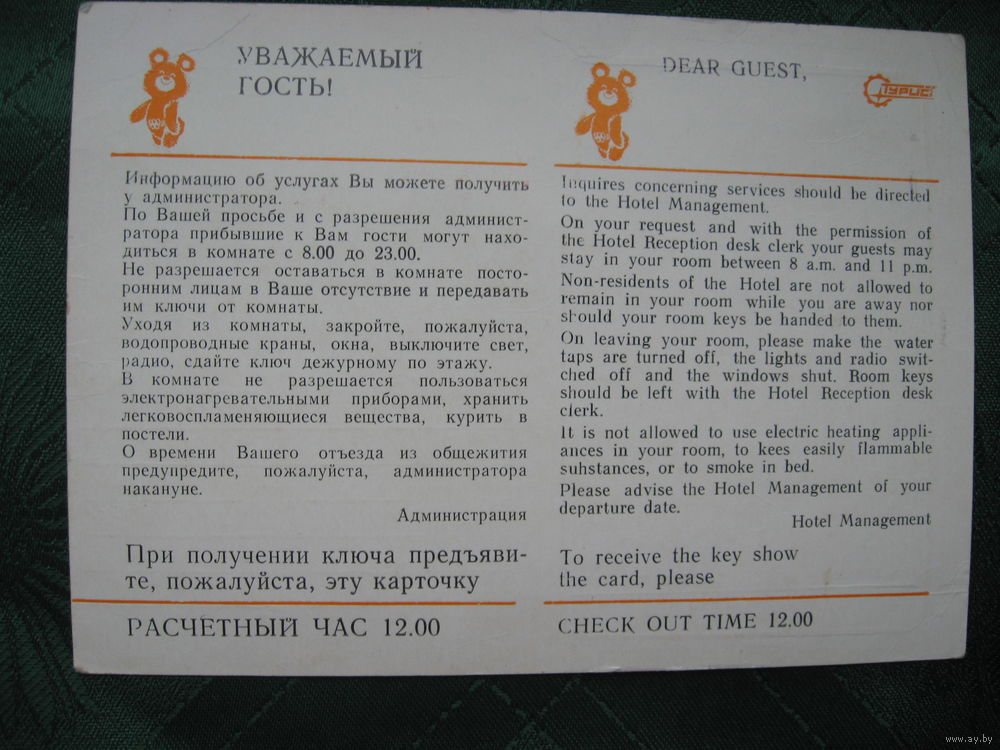 УВАЖАЕМЫЙ
ГОСТЬ!
Информацию об услугах Вы можете получить
у администратора.
По Вашей просьбе и с разрешения админист-
ратора прибывшие к Вам гости могут нахо-
диться в комнате с 8.00 до 23.00.
Не разрешается оставаться в комнате посто-
ронним лицам в Ваше отсутствие и передавать
им ключи от комнаты.
Уходя из комнаты, закройте, пожалуйста,
водопроводные краны, окна, выключите свет,
радио, сдайте ключ дежурному по этажу.
В комнате не разрешается пользоваться
электронагревательными приборами, хранить
легковоспламеняющиеся вещества, курить в
постели.
О времени Вашего отъезда из общежития
предупредите, пожалуйста, администратора
накануне.
Администрация
При получении ключа предъяви-
те, пожалуйста, эту карточку
РАСЧЕТНЫЙ ЧАС 12.00
DEAR GUEST,
Турист
Inquires concerning services should be directed
to the Hotel Management.
On your request and with the permission of
the Hotel Reception desk clerk your guests may
stay in your room between 8 a.m. and 11 p.m.
Non-residents of the Hotel are not allowed to
remain in your room while you are away nor
should your room keys be handed to them.
On leaving your room, please make the water
taps are turned off, the lights and radio swit-
ched off and the windows shut. Room keys
should be left with the Hotel Reception desk
clerk.
It is not allowed to use electric heating appli-
ances in your room, to kees easily flammable
suhstances, or to smoke in bed.
Please advise the Hotel Management of your
departure date.
Hotel Management
To receive the key show
the card, please
CHECK OUT TIME 12.00
www.ay.by